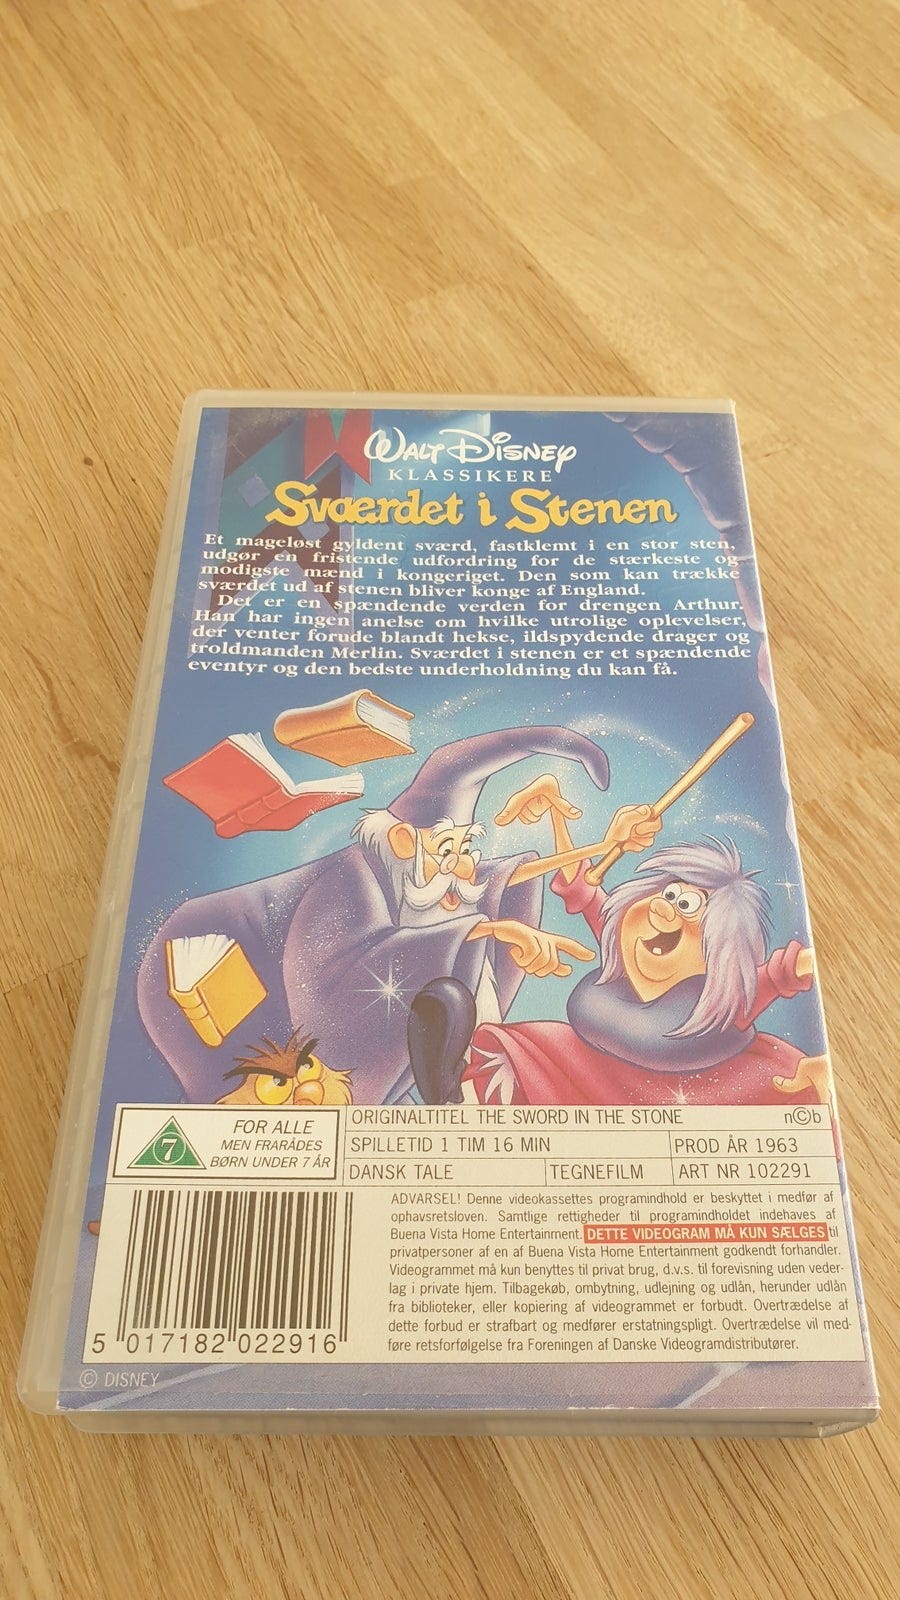 WALT DISNEY
KLASSIKERE
Sværdet i Stenen
Et mageløst gyldent sværd, fastklemt i en stor sten,
udgør en fristende udfordring for de stærkeste og
modigste mænd i kongeriget. Den som kan trække
sværdet ud af stenen bliver konge af England.
Det er en spændende verden for drengen Arthur.
Han har ingen anelse om hvilke utrolige oplevelser,
der venter forude blandt hekse, ildspydende drager og
troldmanden Merlin. Sværdet i stenen er et spændende
eventyr og den bedste underholdning du kan få.
7
FOR ALLE
MEN FRARÅDES
BØRN UNDER 7 ÅR
ORIGINALTITEL THE SWORD IN THE STONE n©b
SPILLETID 1 TIM 16 MIN PROD ÅR 1963
DANSK TALE TEGNEFILM ART NR 102291
ADVARSEL! Denne videokassettes programindhold er beskyttet i medfør af
ophavsretsloven. Samtlige rettigheder til programindholdet indehaves af
Buena Vista Home Entertainment. DETTE VIDEOGRAM MÅ KUN SÆLGES til
privatpersoner af en af Buena Vista Home Entertainment godkendt forhandler.
Videogrammet må kun benyttes til privat brug, d.v.s. til forevisning uden veder-
lag i private hjem. Tilbagekøb, ombytning, udlejning og udlån, herunder udlån
fra biblioteker, eller kopiering af videogrammet er forbudt. Overtrædelse af
dette forbud er strafbart og medfører erstatningspligt. Overtrædelse vil med-
føre retsforfølgelse fra Foreningen af Danske Videogramdistributører.
5 017182 022916
© DISNEY